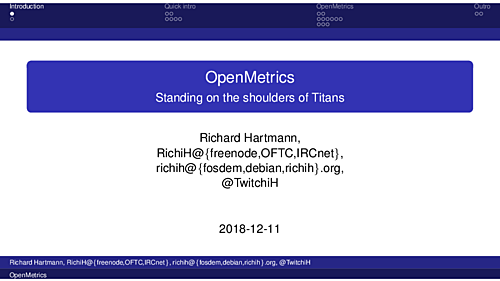 Introduction Quick intro OpenMetrics Outro
OpenMetrics
Standing on the shoulders of Titans
Richard Hartmann,
RichiH@{freenode,OFTC,IRCnet},
richih@{fosdem,debian,richih}.org,
@TwitchiH
2018-12-11
Richard Hartmann, RichiH@{freenode,OFTC,IRCnet}, richih@{fosdem,debian,richih}.org, @TwitchiH
OpenMetrics